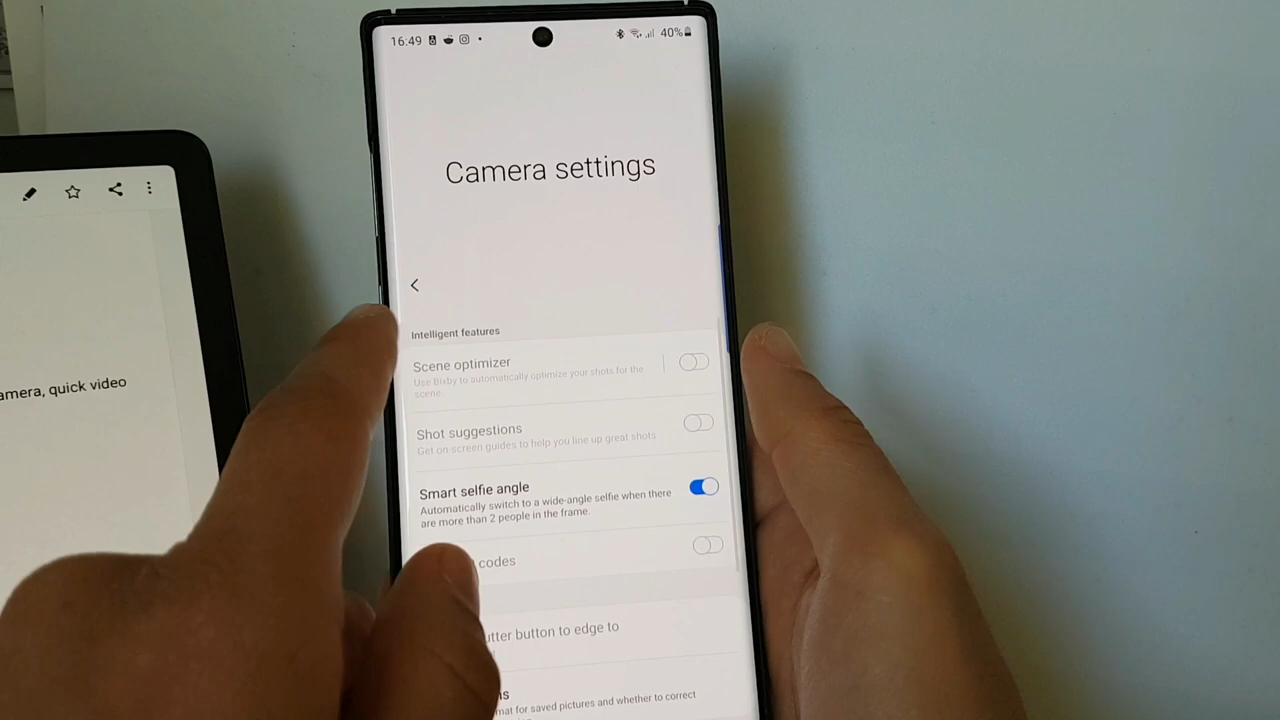 16:49
40%
Camera settings
Intelligent features
Scene optimizer
Use Bixby to automatically optimize your shots for the
scene.
Shot suggestions
Get on-screen guides to help you line up great shots
Smart selfie angle
Automatically switch to a wide-angle selfie when there
are more than 2 people in the frame.
codes
button to edge to
for saved pictures and whether to correct
quick video